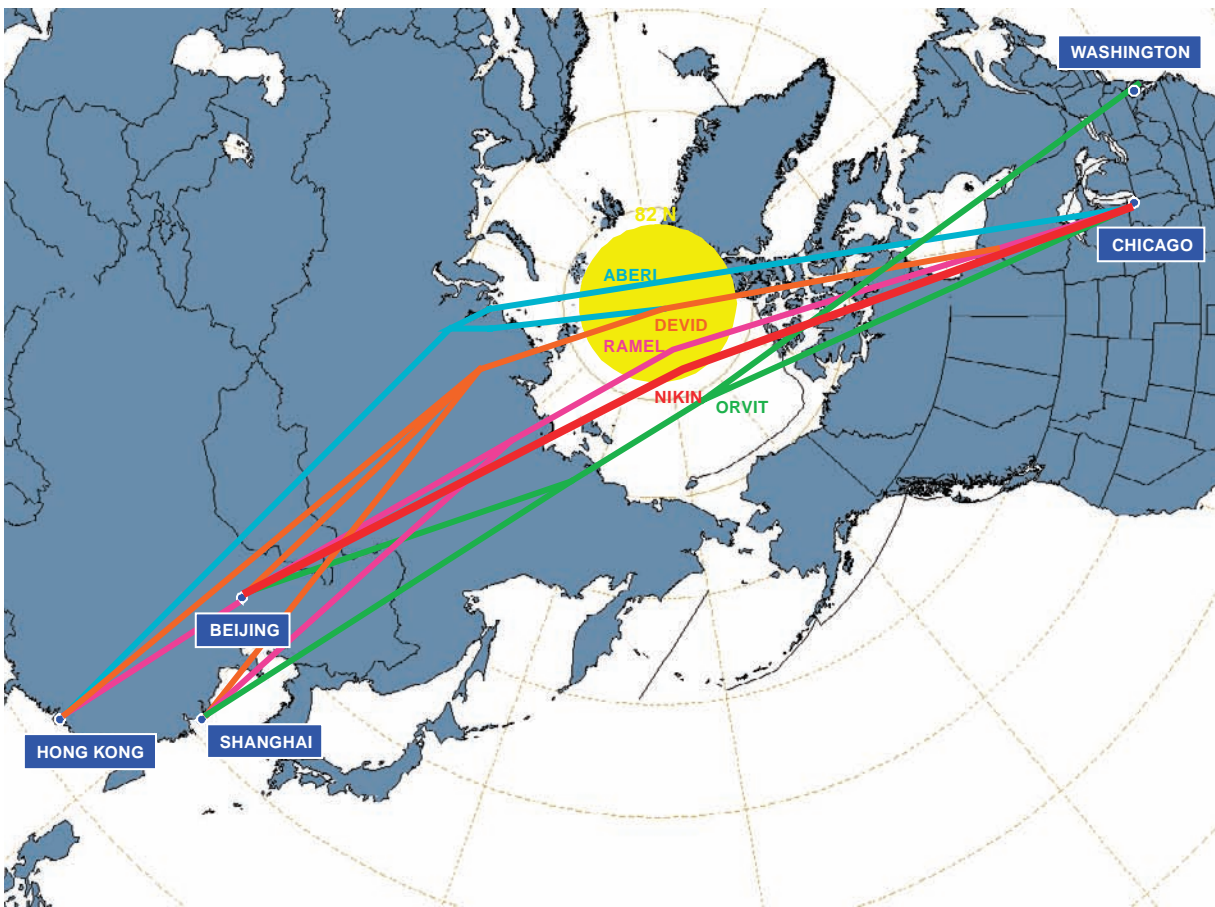 WASHINGTON
82 N
CHICAGO
ABERI
DEVID
RAMEL
NIKIN
ORVIT
BEIJING
SHANGHAI
HONG KONG